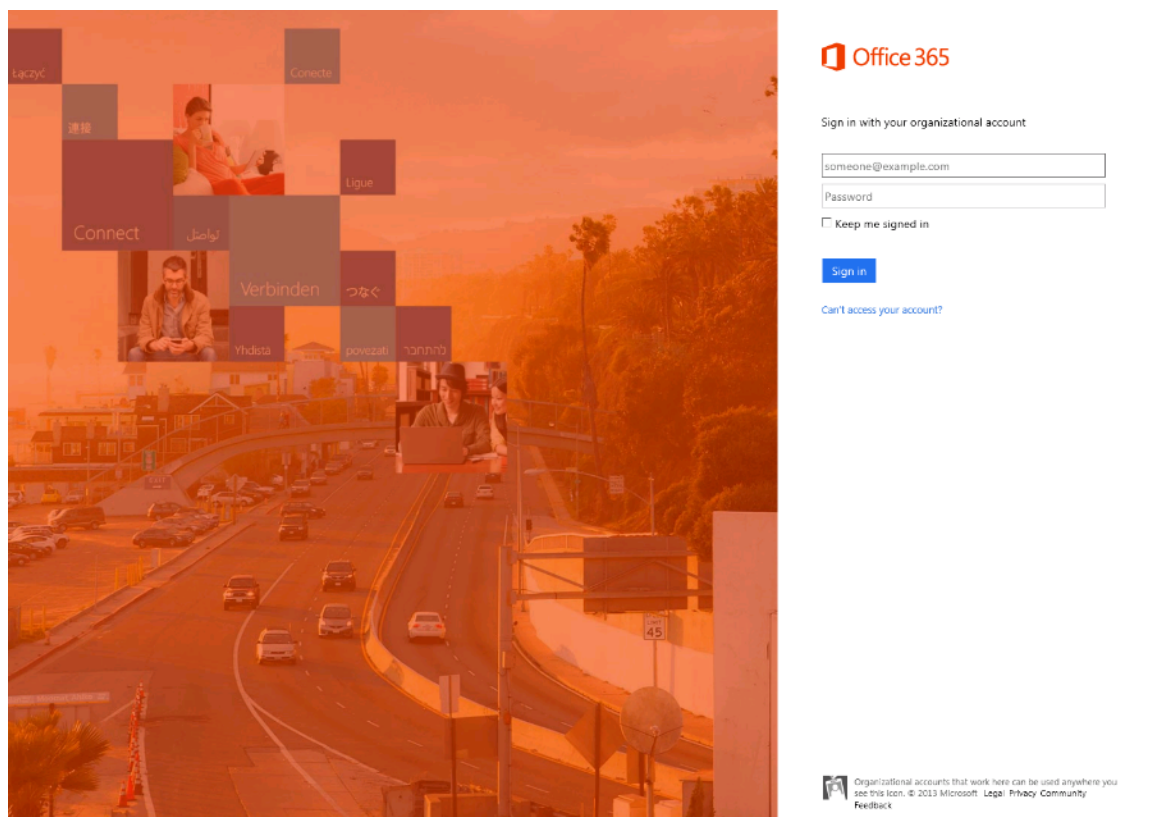 Łączyć
Conecte
連接
Ligue
Connect
تواصل
Verbinden
つなぐ
Yhdistä
povezati
להתחבר
LIMIT
45
Office 365
Sign in with your organizational account
someone@example.com
Password
Keep me signed in
Sign in
Can't access your account?
Organizational accounts that work here can be used anywhere you
see this icon. © 2013 Microsoft Legal Privacy Community
Feedback